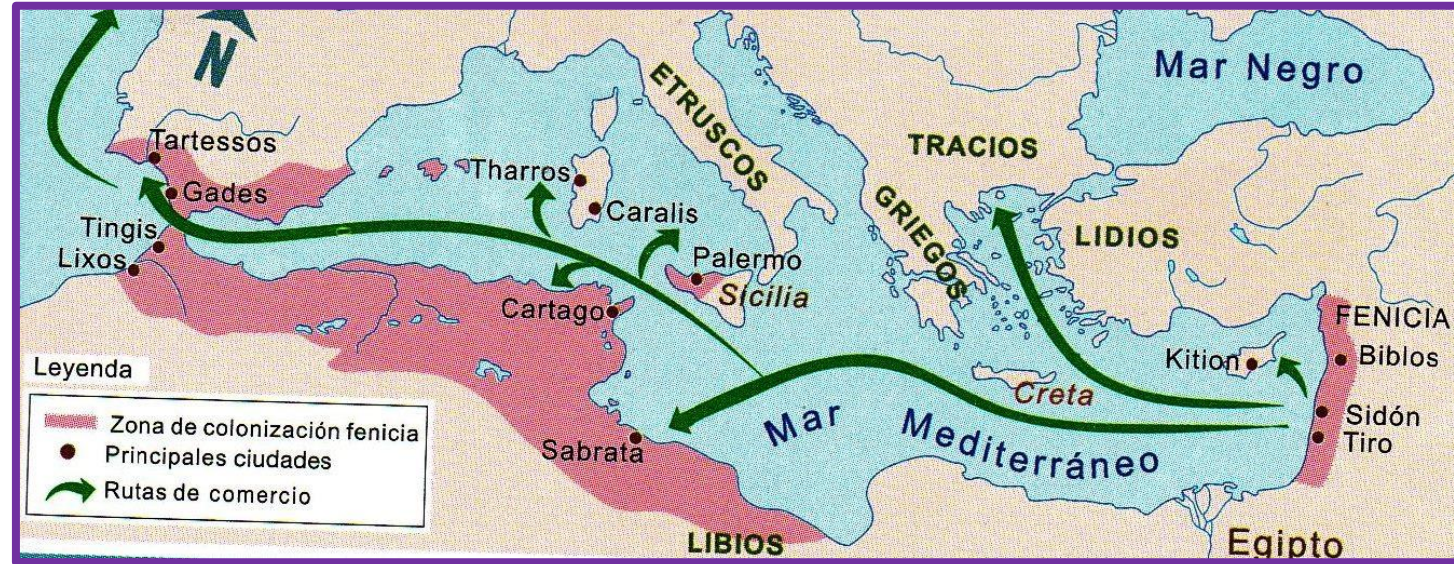 N
Mar Negro
ETRUSCOS
TRACIOS
GRIEGOS
LIDIOS
Tartessos
Gades
Tingis
Lixos
Tharros
Caralis
Palermo
Sicilia
Cartago
FENICIA
Kition
Biblos
Creta
Sidón
Tiro
Mar Mediterráneo
Sabrata
LIBIOS
Egipto
Leyenda
Zona de colonización fenicia
Principales ciudades
Rutas de comercio